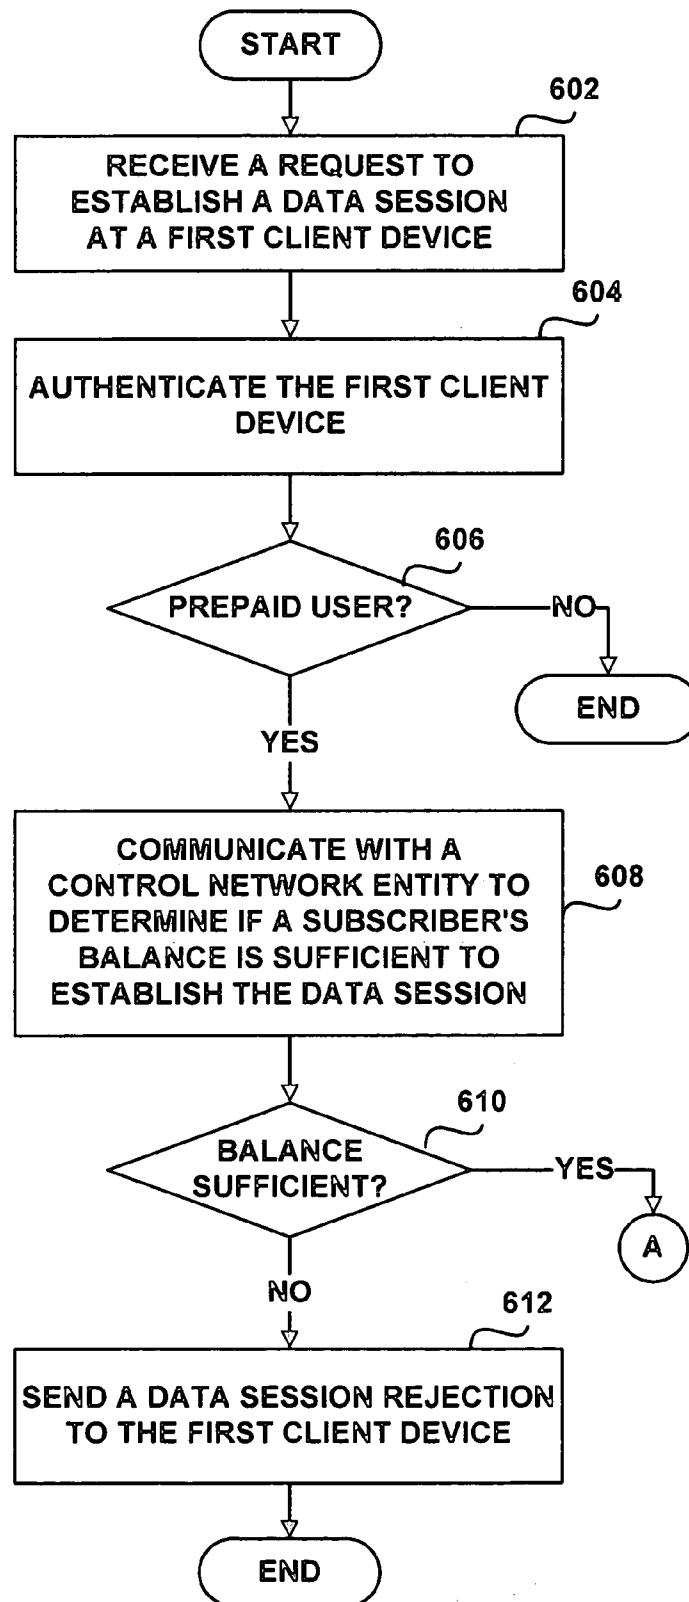 START
602
RECEIVE A REQUEST TO
ESTABLISH A DATA SESSION
AT A FIRST CLIENT DEVICE
604
AUTHENTICATE THE FIRST CLIENT
DEVICE
606
PREPAID USER?
NO
END
YES
COMMUNICATE WITH A
CONTROL NETWORK ENTITY TO
DETERMINE IF A SUBSCRIBER'S
BALANCE IS SUFFICIENT TO
ESTABLISH THE DATA SESSION
608
610
BALANCE
SUFFICIENT?
YES
A
NO
612
SEND A DATA SESSION REJECTION
TO THE FIRST CLIENT DEVICE
END